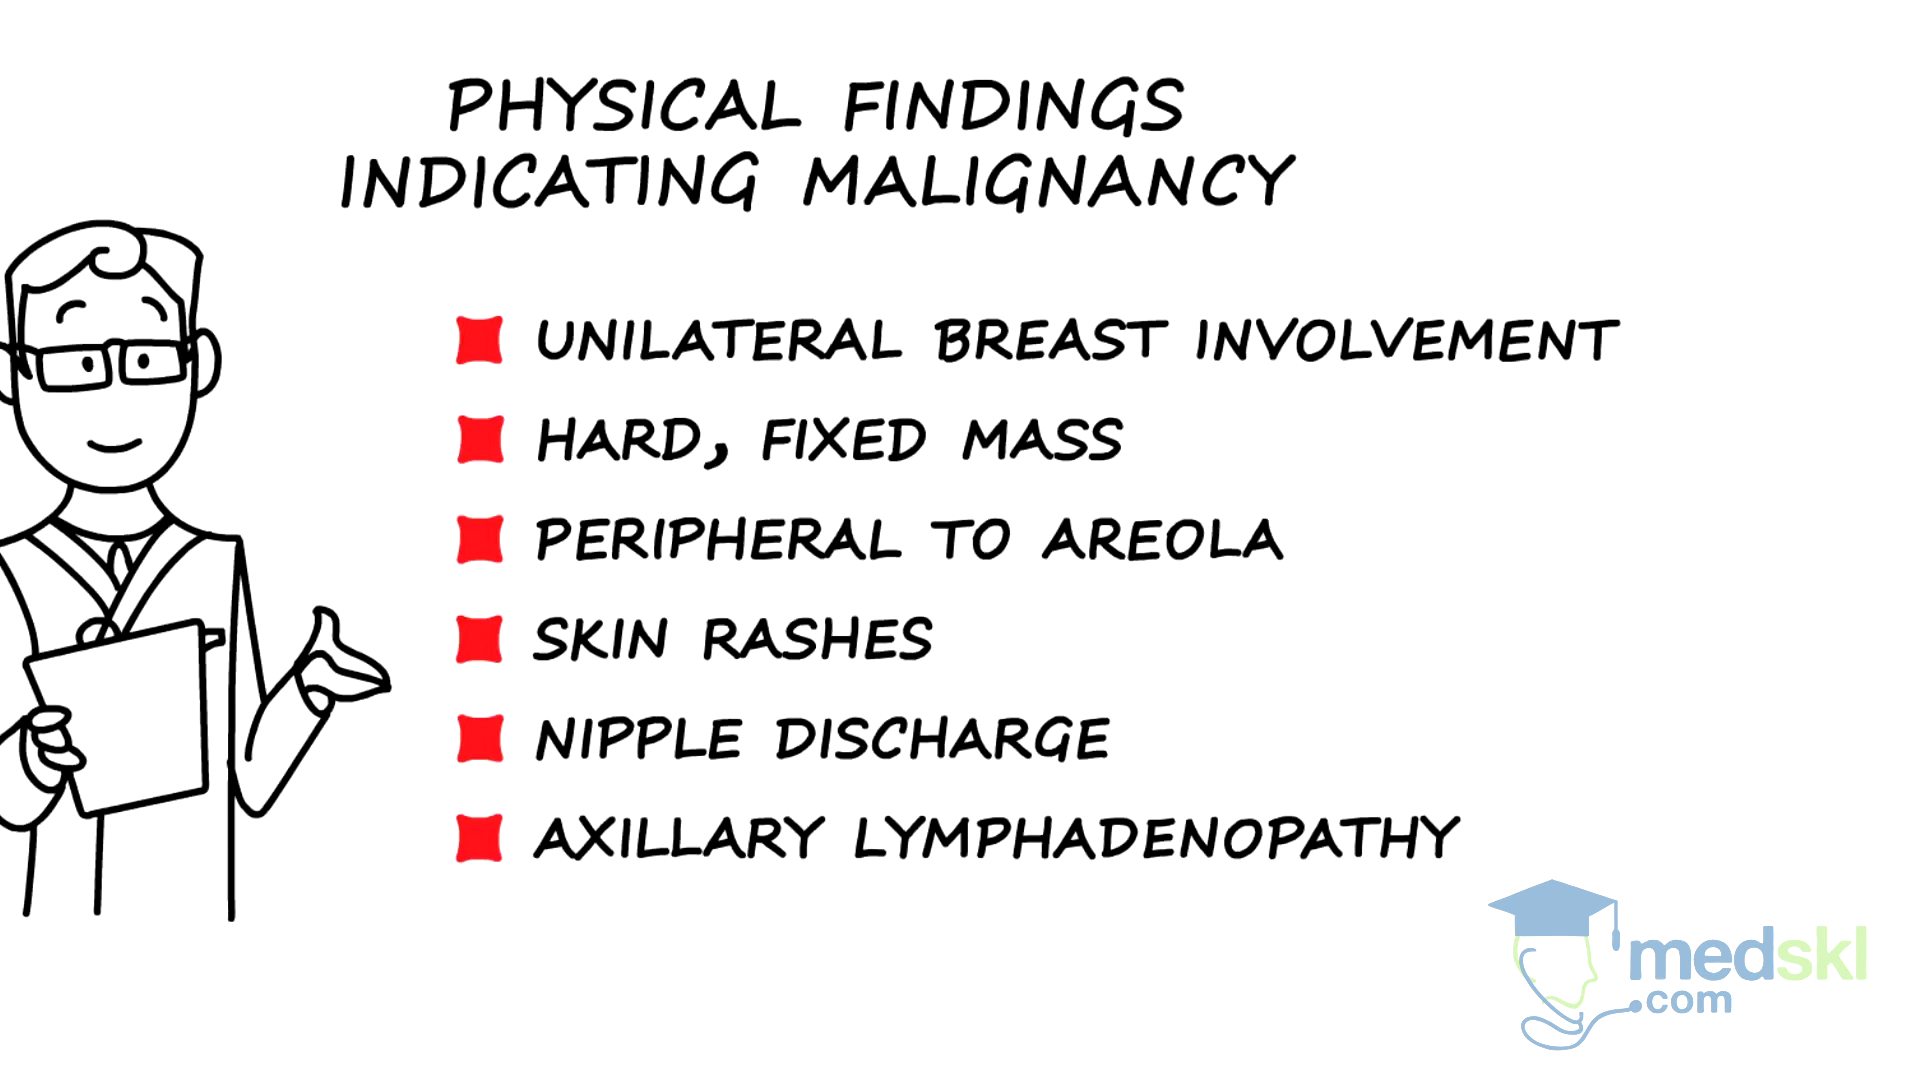 PHYSICAL FINDINGS
INDICATING MALIGNANCY
UNILATERAL BREAST INVOLVEMENT
HARD, FIXED MASS
PERIPHERAL TO AREOLA
SKIN RASHES
NIPPLE DISCHARGE
AXILLARY LYMPHADENOPATHY
medskl
.com